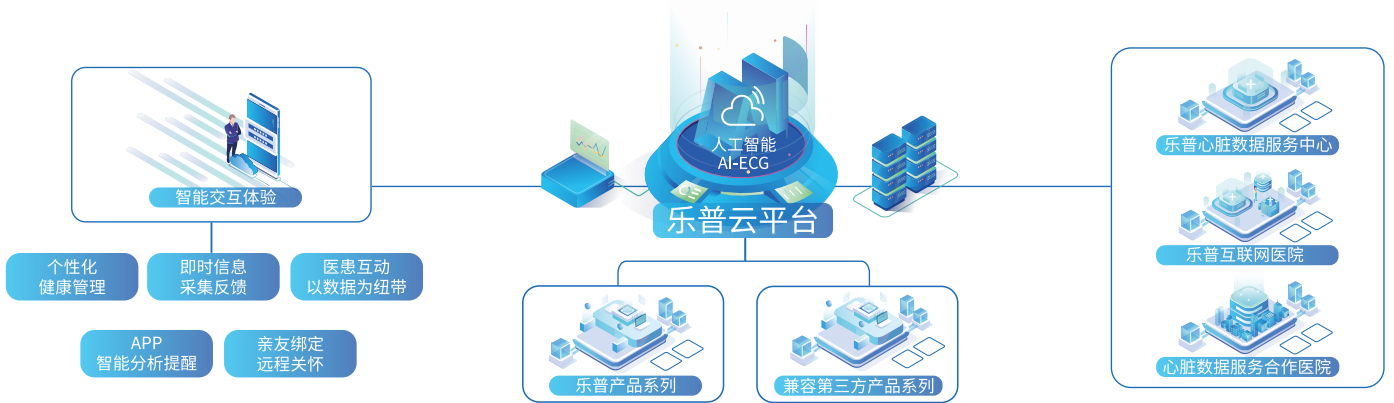 智能交互体验
个性化
健康管理
即时信息
采集反馈
医患互动
以数据为纽带
APP
智能分析提醒
亲友绑定
远程关怀
人工智能
AI-ECG
乐普云平台
乐普产品系列
兼容第三方产品系列
乐普心脏数据服务中心
乐普互联网医院
心脏数据服务合作医院